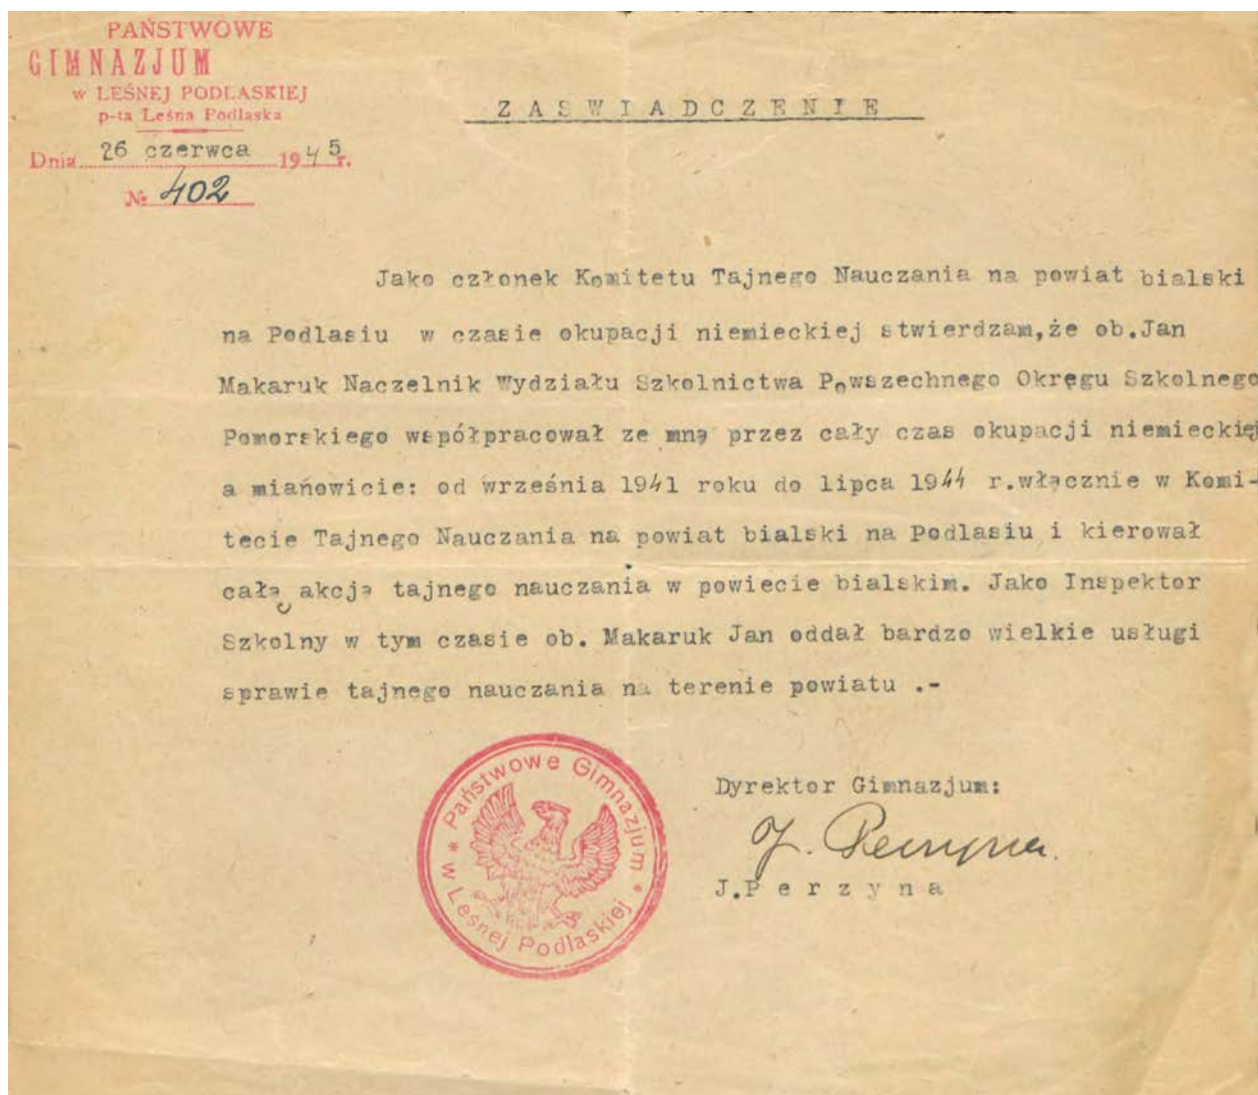 PAŃSTWOWE
GIMNAZJUM
w LEŚNEJ PODLASKIEJ
p-ta Leśna Podlaska
Dnia 26 czerwca 1945 r.
№ 402
ZASWIADCZENIE
Jako członek Komitetu Tajnego Nauczania na powiat bialski
na Podlasiu w czasie okupacji niemieckiej stwierdzam,że ob.Jan
Makaruk Naczelnik Wydziału Szkolnictwa Powszechnego Okręgu Szkolnego
Pomorskiego współpracował ze mną przez cały czas okupacji niemieckiej
a mianowicie: od września 1941 roku do lipca 1944 r.włącznie w Komi-
tecie Tajnego Nauczania na powiat bialski na Podlasiu i kierował
całą akcją tajnego nauczania w powiecie bialskim. Jako Inspektor
Szkolny w tym czasie ob. Makaruk Jan oddał bardzo wielkie usługi
sprawie tajnego nauczania na terenie powiatu .-
* Państwowe Gimnazjum *
w Leśnej Podlaskiej
Dyrektor Gimnazjum:
J. Perzyna
J.Perzyna